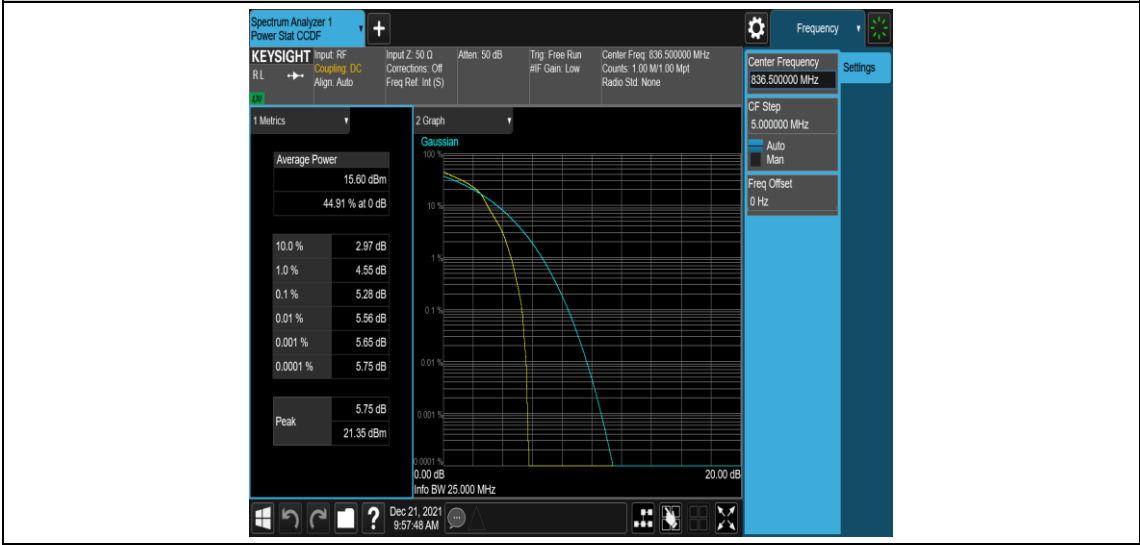 Spectrum Analyzer 1
Power Stat CCDF
+
Frequency
KEYSIGHT
RL
LXI
Input: RF
Coupling: DC
Align: Auto
Input Z: 50 Ω
Corrections: Off
Freq Ref: Int (S)
Atten: 50 dB
Trig: Free Run
#IF Gain: Low
Center Freq: 836.500000 MHz
Counts: 1.00 M/1.00 Mpt
Radio Std: None
Center Frequency
836.500000 MHz
Settings
CF Step
5.000000 MHz
Auto
Man
Freq Offset
0 Hz
1 Metrics
Average Power
15.60 dBm
44.91 % at 0 dB
10.0 % 2.97 dB
1.0 % 4.55 dB
0.1 % 5.28 dB
0.01 % 5.56 dB
0.001 % 5.65 dB
0.0001 % 5.75 dB
Peak
5.75 dB
21.35 dBm
2 Graph
Gaussian
100 %
10 %
1 %
0.1 %
0.01 %
0.001 %
0.0001 %
0.00 dB 20.00 dB
Info BW 25.000 MHz
?
Dec 21, 2021
9:57:48 AM